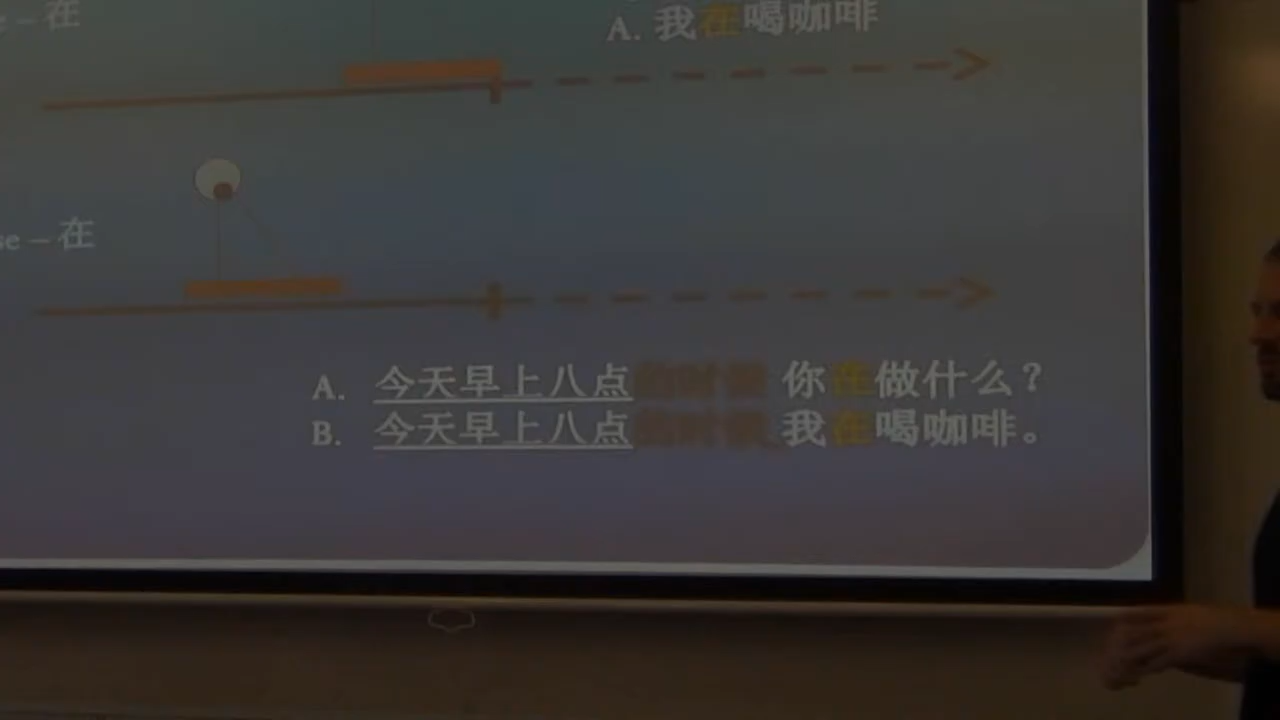 – 在
A. 我在喝咖啡
se – 在
A. 今天早上八点的时候 你在做什么？
B. 今天早上八点的时候 我在喝咖啡。